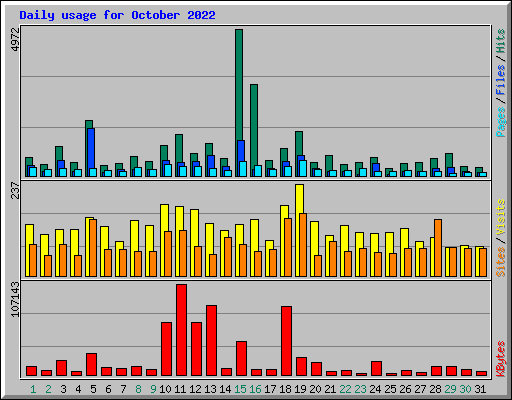 Daily usage for October 2022
4972
Pages / Files / Hits
237
Sites / Visits
107143
KBytes
1 2 3 4 5 6 7 8 9 10 11 12 13 14 15 16 17 18 19 20 21 22 23 24 25 26 27 28 29 30 31